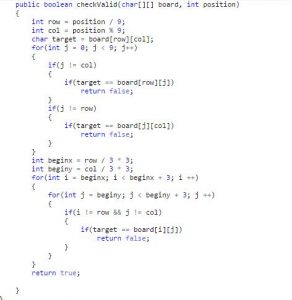 public boolean checkValid(char[][] board, int position)
{
int row = position / 9;
int col = position % 9;
char target = board[row][col];
for(int j = 0; j < 9; j++)
{
if(j != col)
{
if(target == board[row][j])
return false;
}
if(j != row)
{
if(target == board[j][col])
return false;
}
}
int beginx = row / 3 * 3;
int beginy = col / 3 * 3;
for(int i = beginx; i < beginx + 3; i ++)
{
for(int j = beginy; j < beginy + 3; j ++)
{
if(i != row && j != col)
{
if(target == board[i][j])
return false;
}
}
}
return true;
}